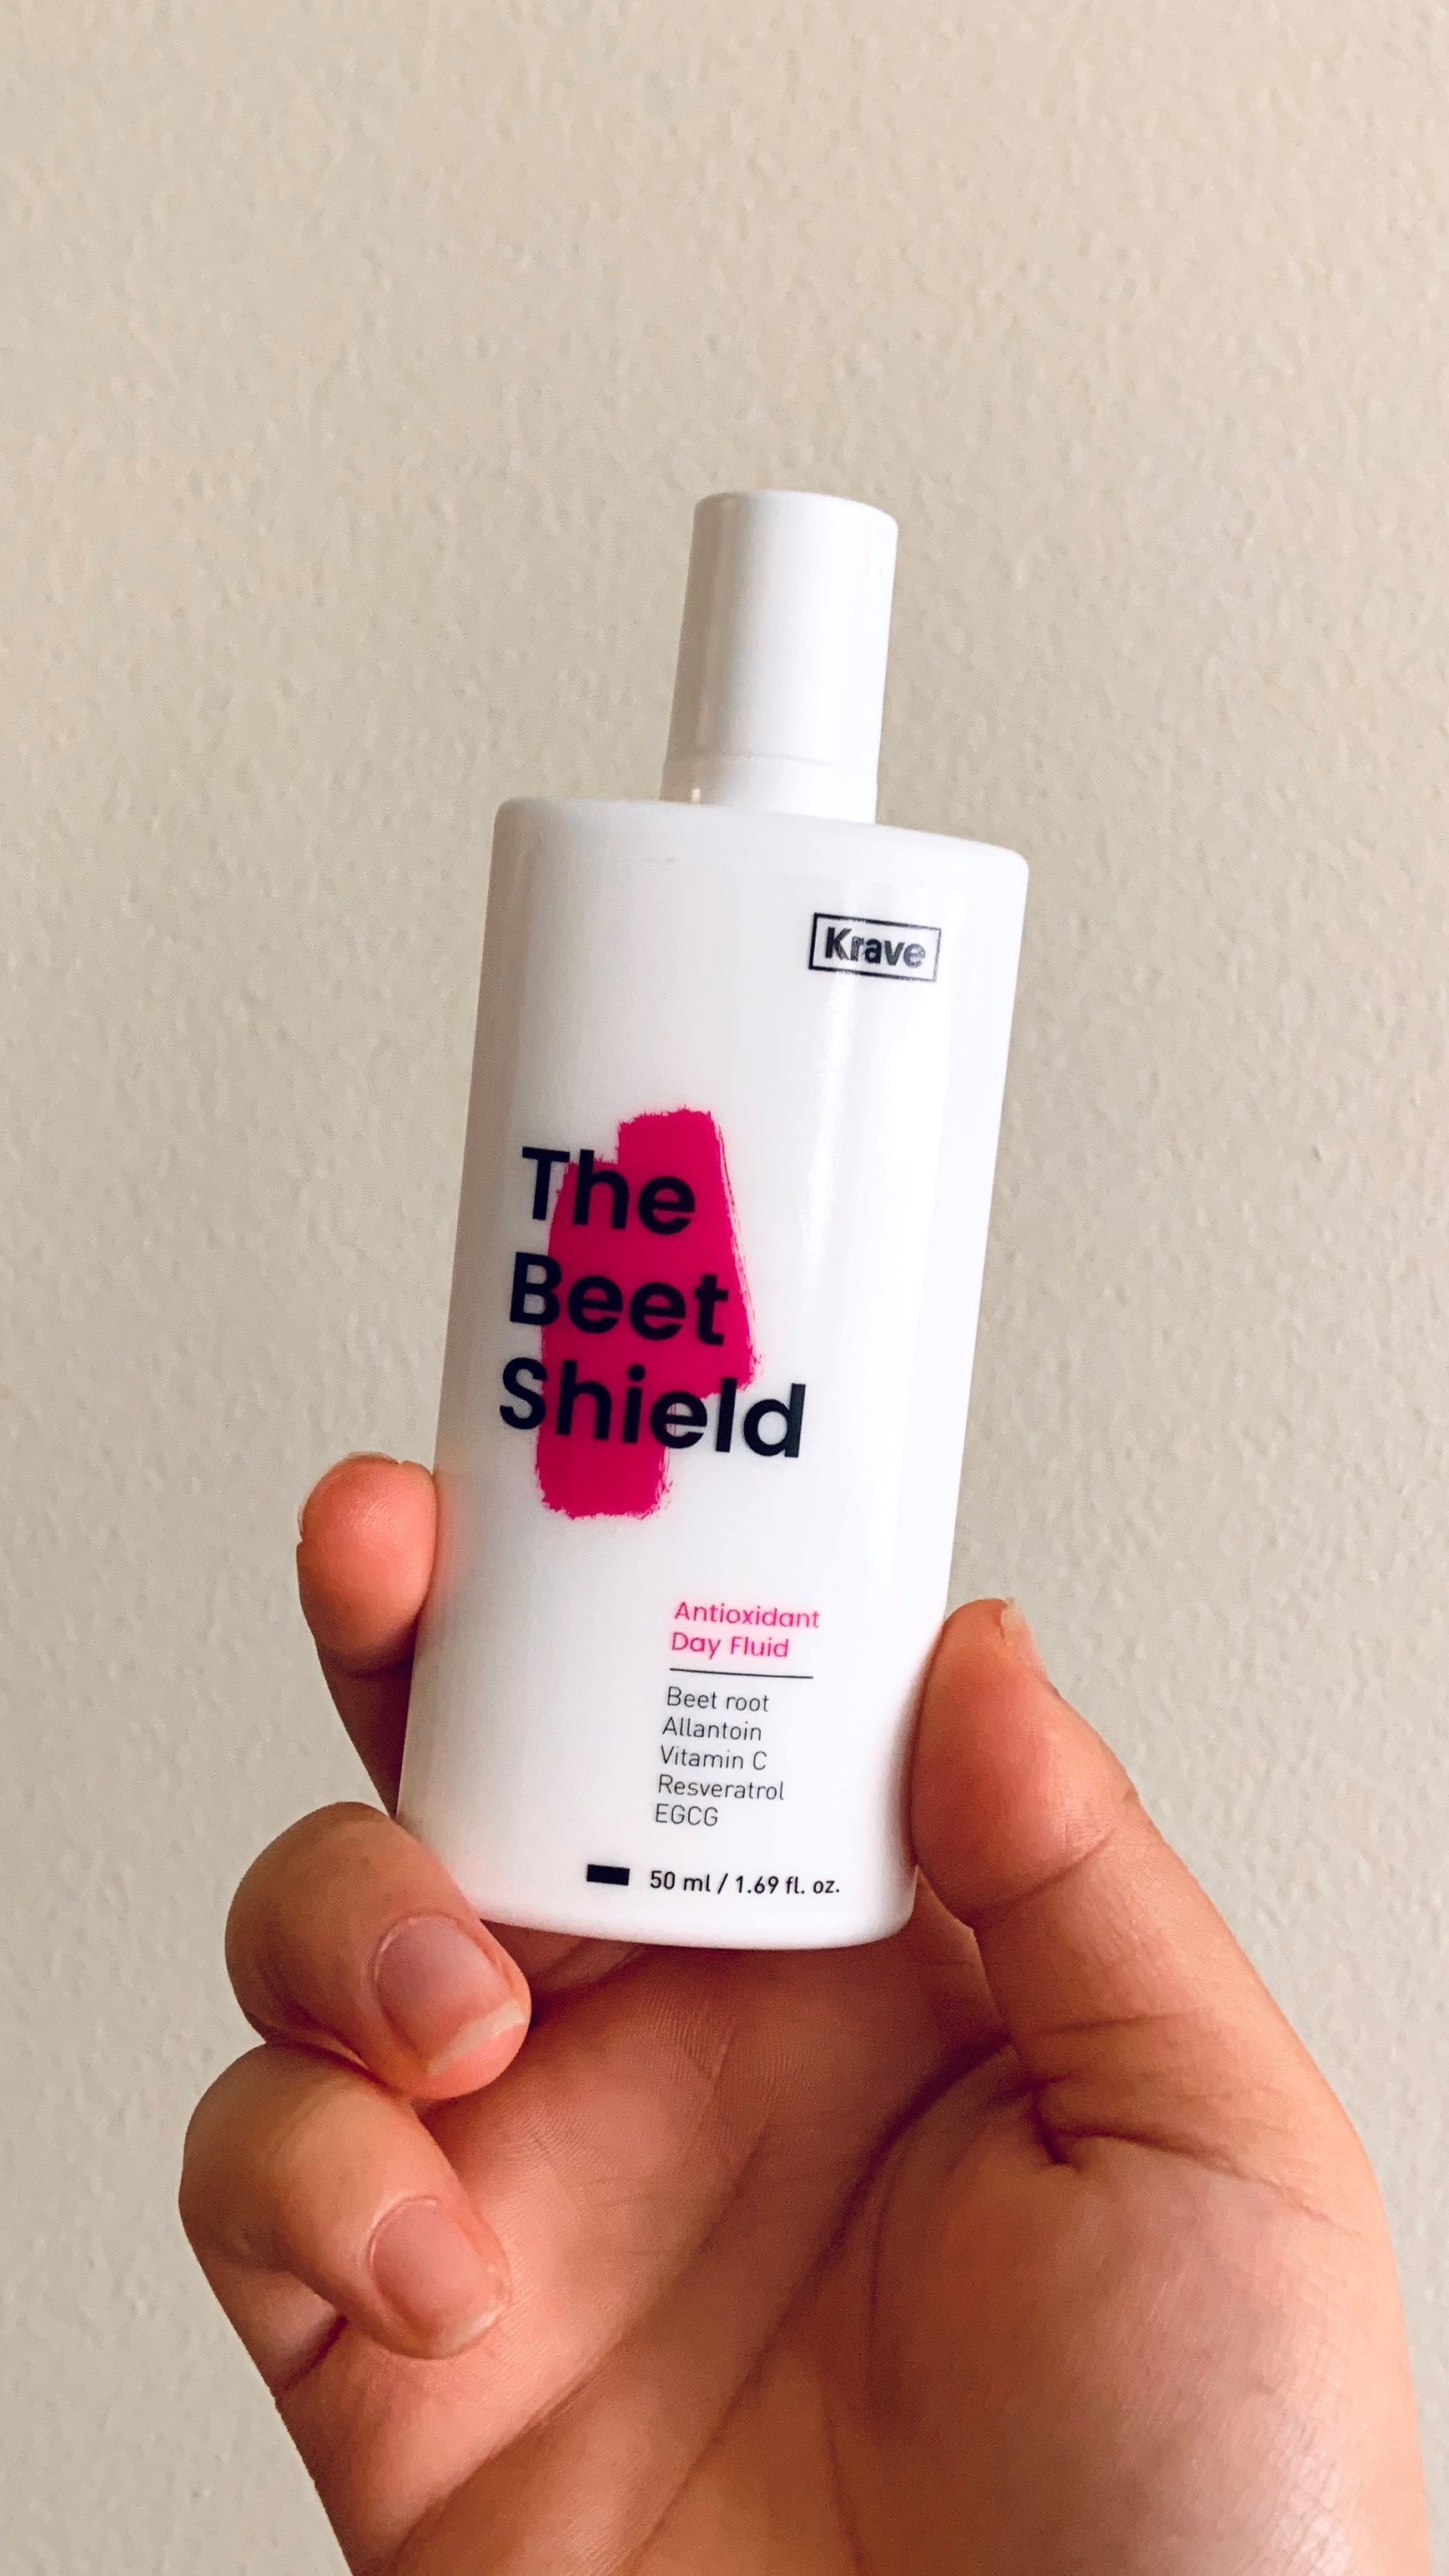 Krave
The
Beet
Shield
Antioxidant
Day Fluid
Beet root
Allantoin
Vitamin C
Resveratrol
EGCG
50 ml / 1.69 fl. oz.